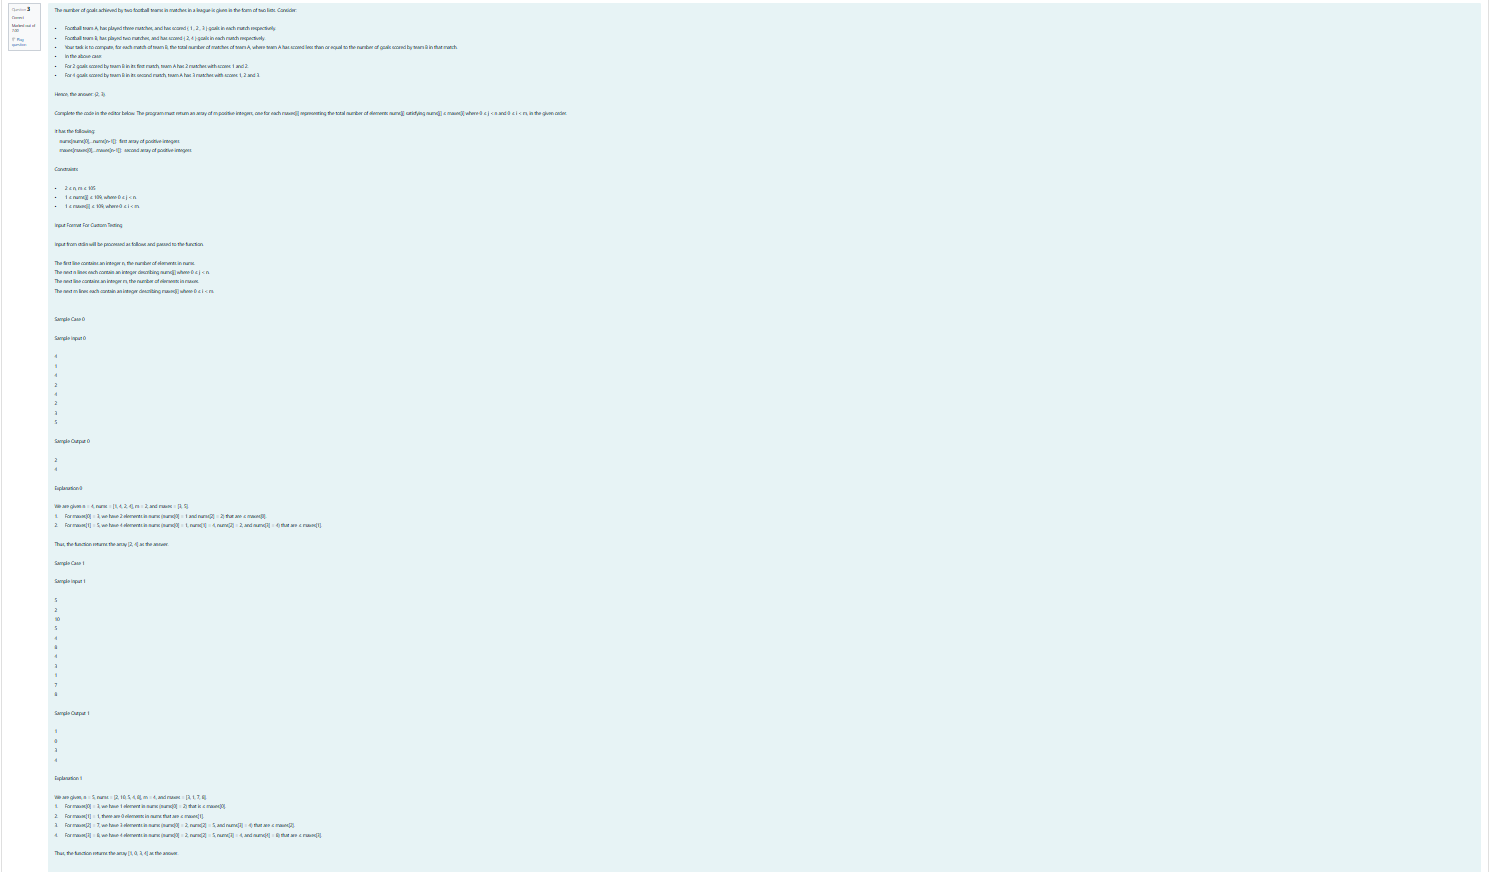 Question 3
Correct
Marked out of
7.00
Flag
question
The number of goals achieved by two football teams in matches in a league is given in the form of two lists. Consider:
• Football team A, has played three matches, and has scored { 1 , 2 , 3 } goals in each match respectively.
• Football team B, has played two matches, and has scored { 2, 4 } goals in each match respectively.
• Your task is to compute, for each match of team B, the total number of matches of team A, where team A has scored less than or equal to the number of goals scored by team B in that match.
• In the above case:
• For 2 goals scored by team B in its first match, team A has 2 matches with scores 1 and 2.
• For 4 goals scored by team B in its second match, team A has 3 matches with scores 1, 2 and 3.
Hence, the answer: {2, 3}.
Complete the code in the editor below. The program must return an array of m positive integers, one for each maxes[i] representing the total number of elements nums[j] satisfying nums[j] ≤ maxes[i] where 0 ≤ j < n and 0 ≤ i < m, in the given order.
It has the following:
nums[nums[0],...nums[n-1]]: first array of positive integers
maxes[maxes[0],...maxes[n-1]]: second array of positive integers
Constraints
• 2 ≤ n, m ≤ 105
• 1 ≤ nums[j] ≤ 109, where 0 ≤ j < n.
• 1 ≤ maxes[i] ≤ 109, where 0 ≤ i < m.
Input Format For Custom Testing
Input from stdin will be processed as follows and passed to the function.
The first line contains an integer n, the number of elements in nums.
The next n lines each contain an integer describing nums[j] where 0 ≤ j < n.
The next line contains an integer m, the number of elements in maxes.
The next m lines each contain an integer describing maxes[i] where 0 ≤ i < m.
Sample Case 0
Sample Input 0
4
1
4
2
4
2
3
5
Sample Output 0
2
4
Explanation 0
We are given n = 4, nums = [1, 4, 2, 4], m = 2, and maxes = [3, 5].
1. For maxes[0] = 3, we have 2 elements in nums (nums[0] = 1 and nums[2] = 2) that are ≤ maxes[0].
2. For maxes[1] = 5, we have 4 elements in nums (nums[0] = 1, nums[1] = 4, nums[2] = 2, and nums[3] = 4) that are ≤ maxes[1].
Thus, the function returns the array [2, 4] as the answer.
Sample Case 1
Sample Input 1
5
2
10
5
4
8
4
3
1
7
8
Sample Output 1
1
0
3
4
Explanation 1
We are given, n = 5, nums = [2, 10, 5, 4, 8], m = 4, and maxes = [3, 1, 7, 8].
1. For maxes[0] = 3, we have 1 element in nums (nums[0] = 2) that is ≤ maxes[0].
2. For maxes[1] = 1, there are 0 elements in nums that are ≤ maxes[1].
3. For maxes[2] = 7, we have 3 elements in nums (nums[0] = 2, nums[2] = 5, and nums[3] = 4) that are ≤ maxes[2].
4. For maxes[3] = 8, we have 4 elements in nums (nums[0] = 2, nums[2] = 5, nums[3] = 4, and nums[4] = 8) that are ≤ maxes[3].
Thus, the function returns the array [1, 0, 3, 4] as the answer.